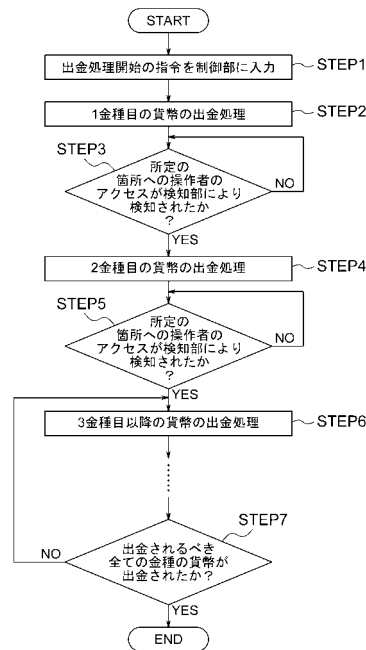 START
出金処理開始の指令を制御部に入力
STEP1
1金種目の貨幣の出金処理
STEP2
STEP3
所定の
箇所への操作者の
アクセスが検知部により
検知されたか
?
NO
YES
2金種目の貨幣の出金処理
STEP4
STEP5
所定の
箇所への操作者の
アクセスが検知部により
検知されたか
?
NO
YES
3金種目以降の貨幣の出金処理
STEP6
STEP7
出金されるべき
全ての金種の貨幣が
出金されたか?
NO
YES
END